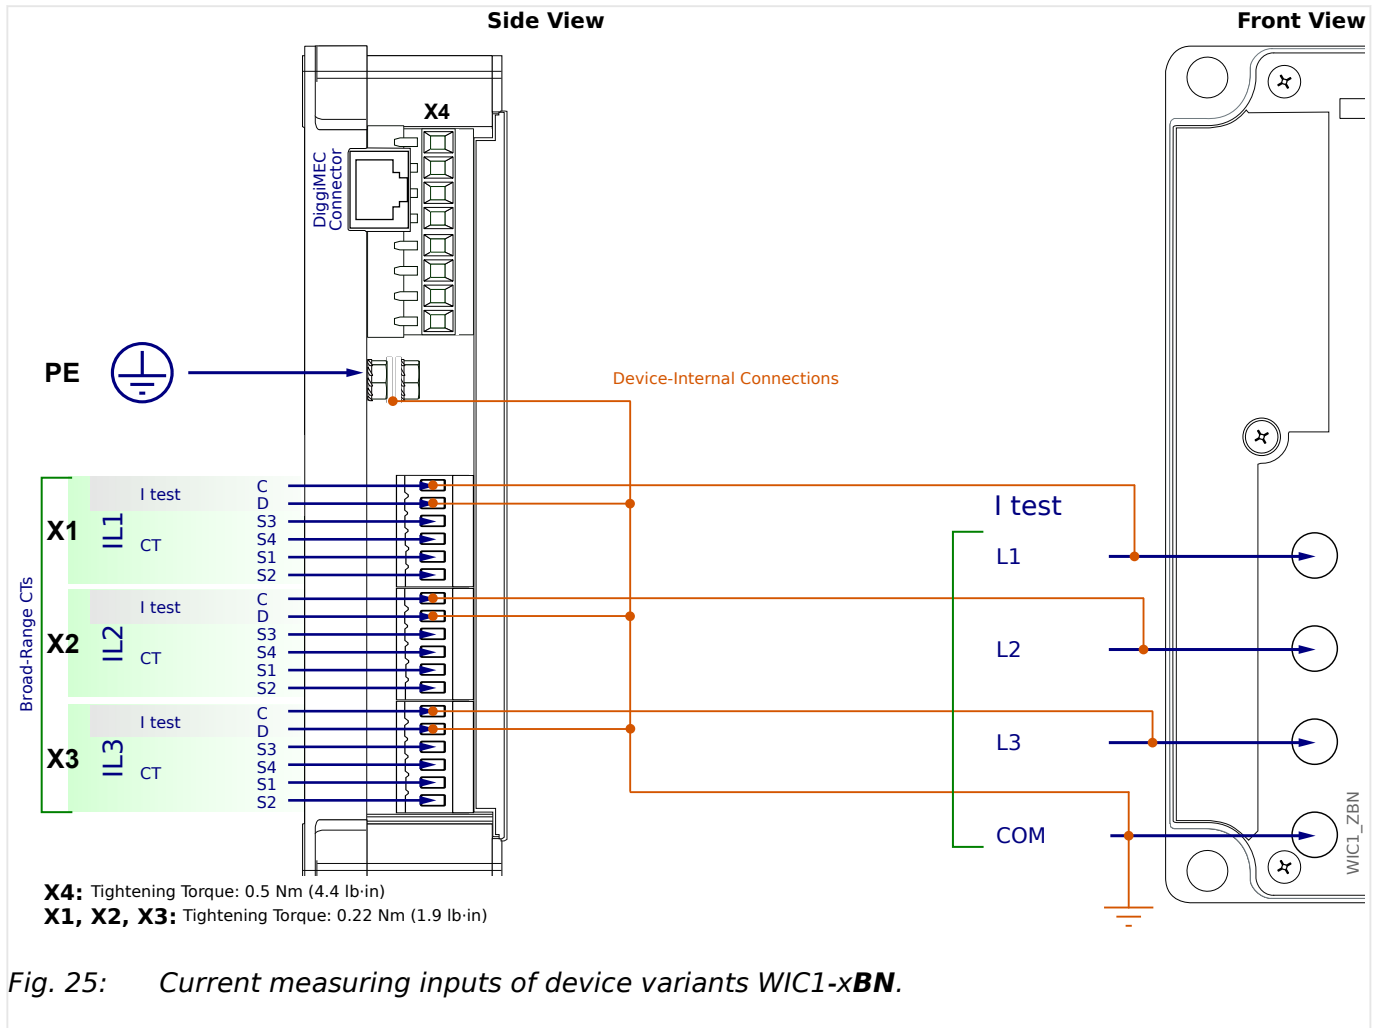 Side View
Front View
X4
DiggiMEC
Connector
PE
Device-Internal Connections
Broad-Range CTs
X1
IL1
I test
CT
C
D
S3
S4
S1
S2
X2
IL2
I test
CT
C
D
S3
S4
S1
S2
X3
IL3
I test
CT
C
D
S3
S4
S1
S2
I test
L1
L2
L3
COM
WIC1_ZBN
X4: Tightening Torque: 0.5 Nm (4.4 lb·in)
X1, X2, X3: Tightening Torque: 0.22 Nm (1.9 lb·in)
Fig. 25: Current measuring inputs of device variants WIC1-xBN.